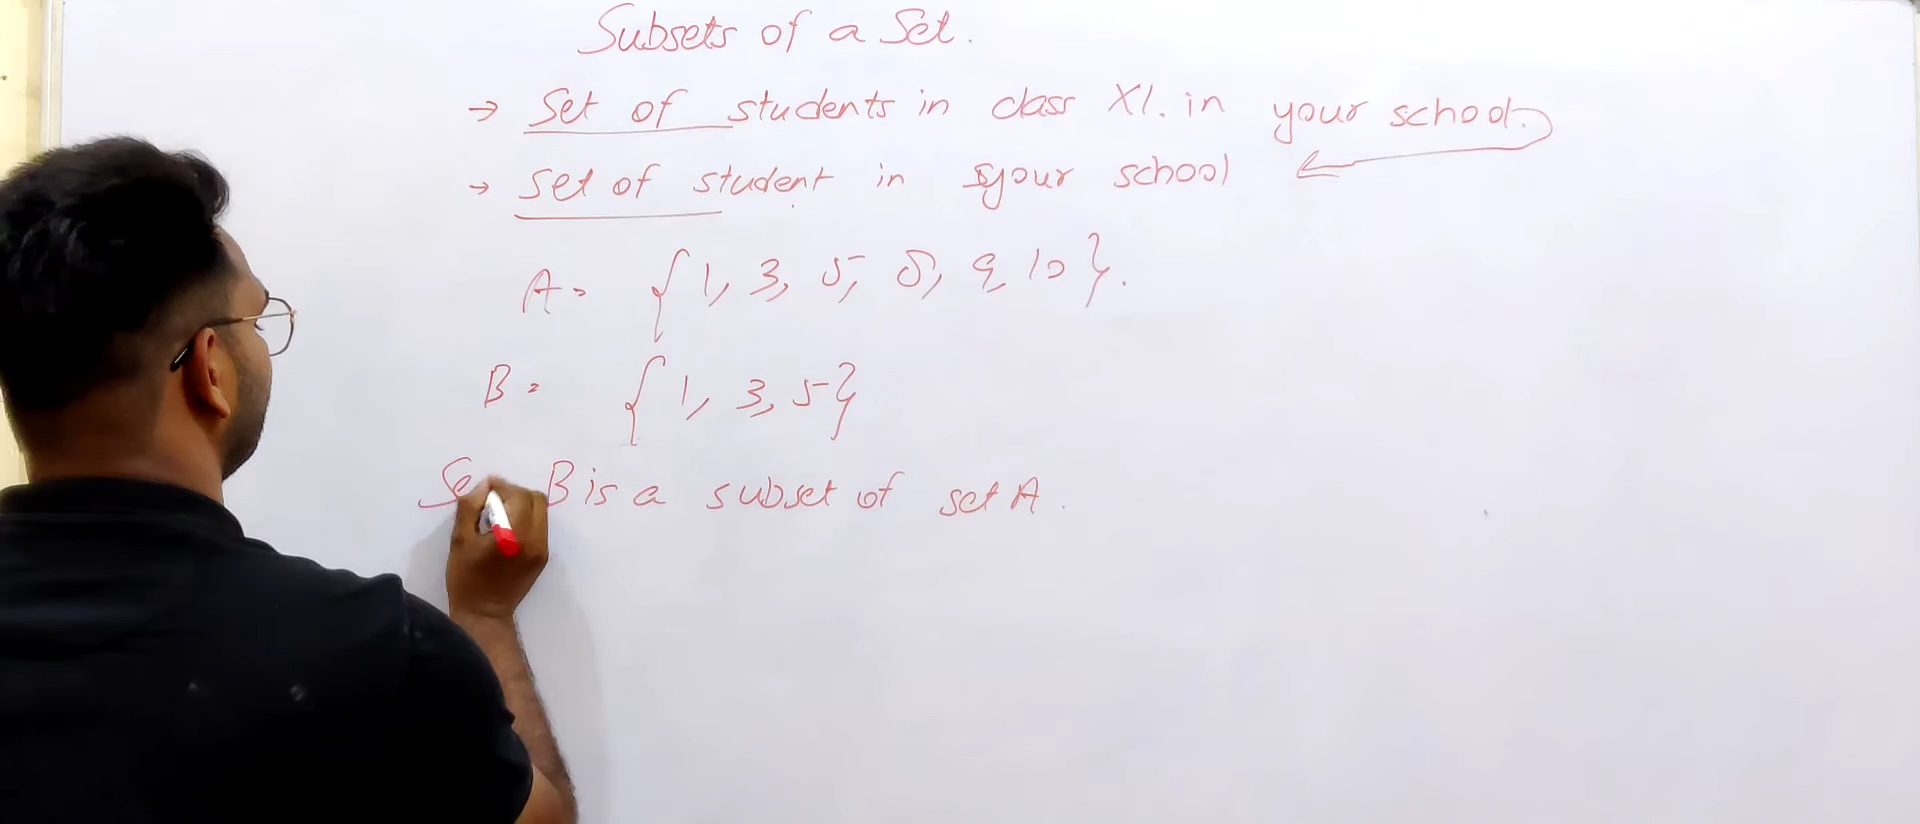 Subsets of a Set.
→ Set of students in class XI. in your school.
→ set of student in your school
A = { 1, 3, 5, 8, 9, 10 }.
B = { 1, 3, 5 }
Se B is a subset of set A.